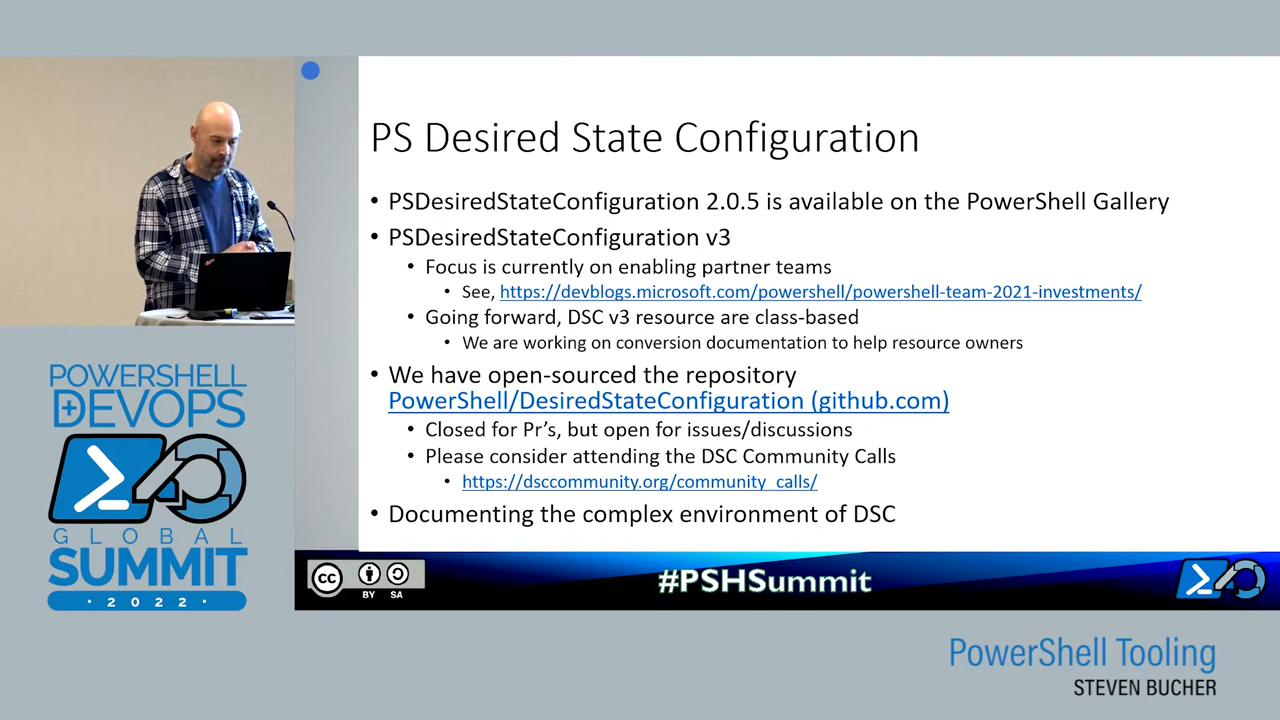 PS Desired State Configuration
• PSDesiredStateConfiguration 2.0.5 is available on the PowerShell Gallery
• PSDesiredStateConfiguration v3
• Focus is currently on enabling partner teams
• See, https://devblogs.microsoft.com/powershell/powershell-team-2021-investments/
• Going forward, DSC v3 resource are class-based
• We are working on conversion documentation to help resource owners
• We have open-sourced the repository
PowerShell/DesiredStateConfiguration (github.com)
• Closed for Pr's, but open for issues/discussions
• Please consider attending the DSC Community Calls
• https://dsccommunity.org/community_calls/
• Documenting the complex environment of DSC
POWERSHELL
DEVOPS
GLOBAL
SUMMIT
· 2022 ·
CC
BY SA
#PSHSummit
PowerShell Tooling
STEVEN BUCHER